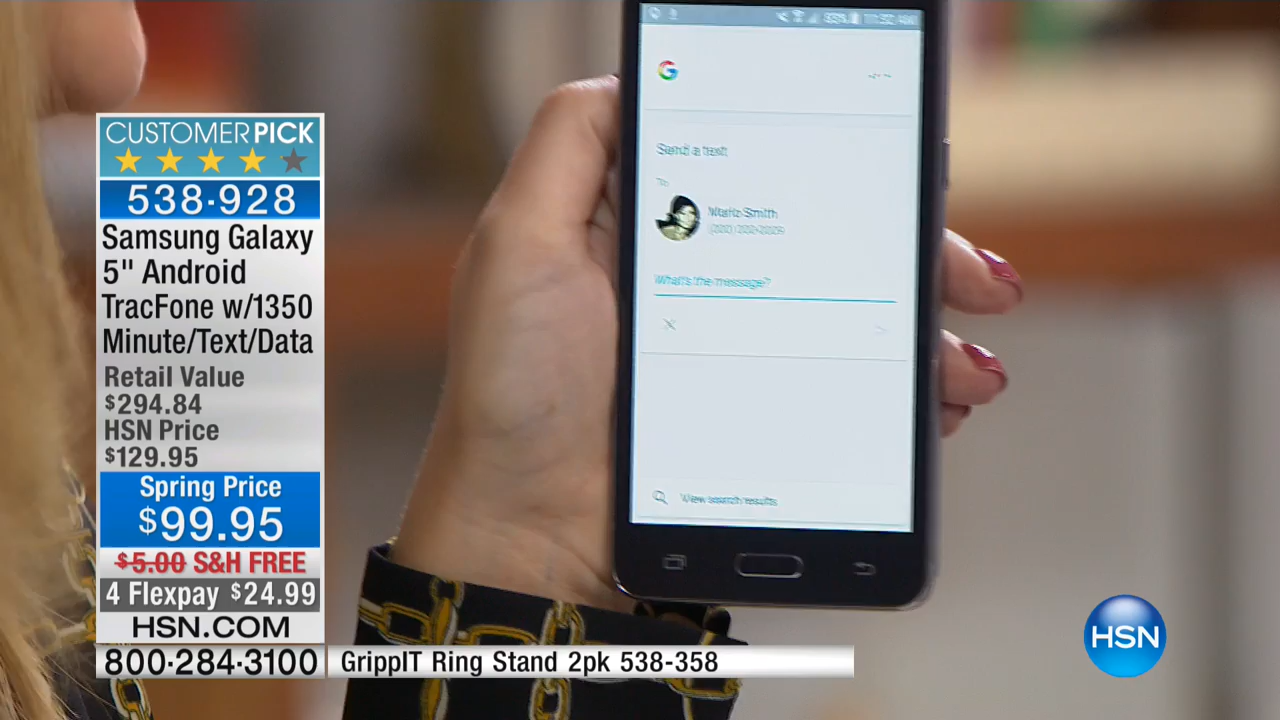 CUSTOMER PICK
538-928
Samsung Galaxy
5" Android
TracFone w/1350
Minute/Text/Data
Retail Value
$294.84
HSN Price
$129.95
Spring Price
$99.95
$5.00 S&H FREE
4 Flexpay $24.99
HSN.COM
800-284-3100
GrippIT Ring Stand 2pk 538-358
HSN
G
Send a text
To
Smith
What's the message?
View search results